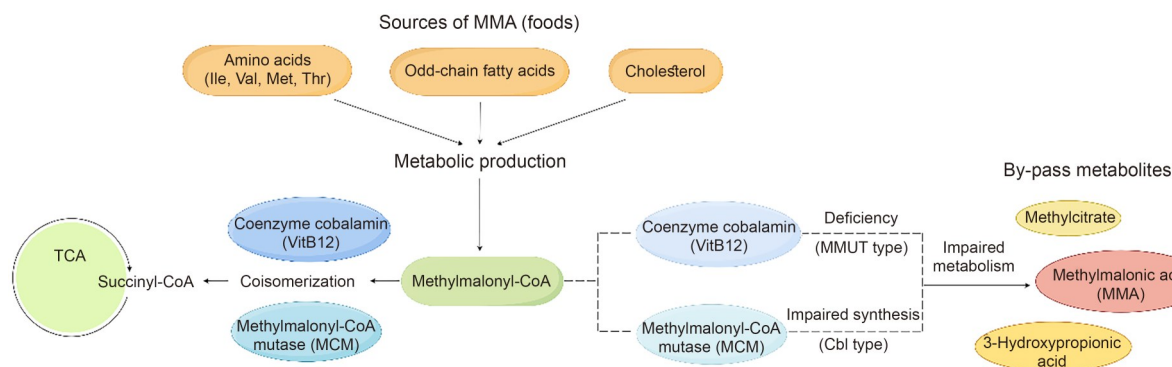 Sources of MMA (foods)
Amino acids
(Ile, Val, Met, Thr)
Odd-chain fatty acids
Cholesterol
Metabolic production
By-pass metabolites
TCA
Succinyl-CoA
Coenzyme cobalamin
(VitB12)
Coisomerization
Methylmalonyl-CoA
mutase (MCM)
Methylmalonyl-CoA
Coenzyme cobalamin
(VitB12)
Deficiency
(MMUT type)
Methylmalonyl-CoA
mutase (MCM)
Impaired synthesis
(Cbl type)
Impaired
metabolism
Methylcitrate
Methylmalonic ac
(MMA)
3-Hydroxypropionic
acid